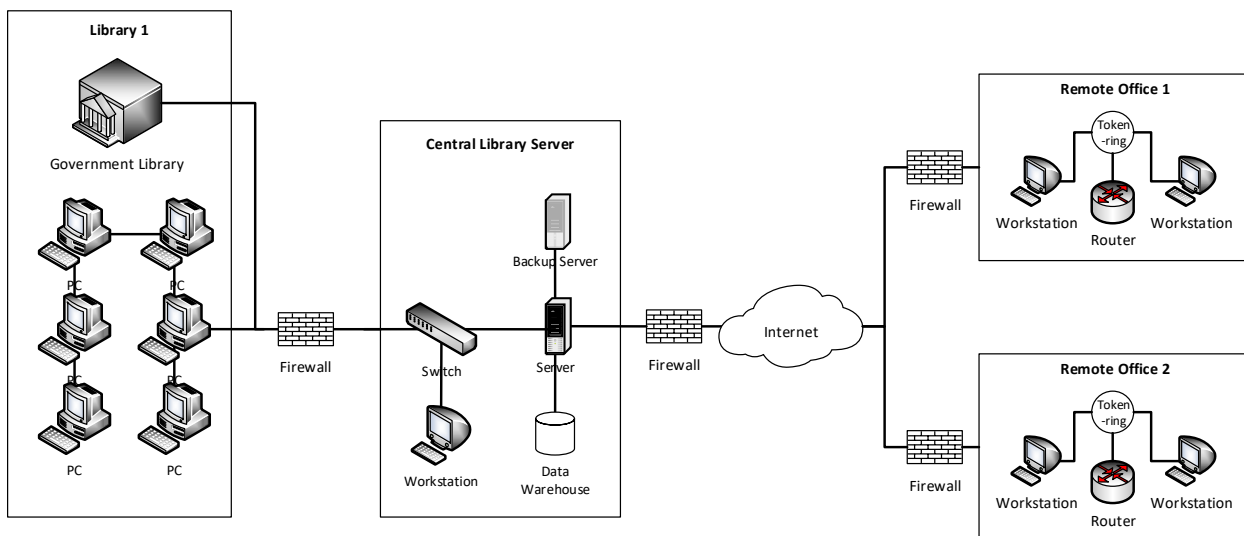 Library 1
Government Library
PC
PC
PC
PC
PC
PC
Firewall
Central Library Server
Backup Server
Switch
Server
Workstation
Data
Warehouse
Firewall
Internet
Firewall
Remote Office 1
Token
-ring
Workstation
Router
Workstation
Firewall
Remote Office 2
Token
-ring
Workstation
Router
Workstation